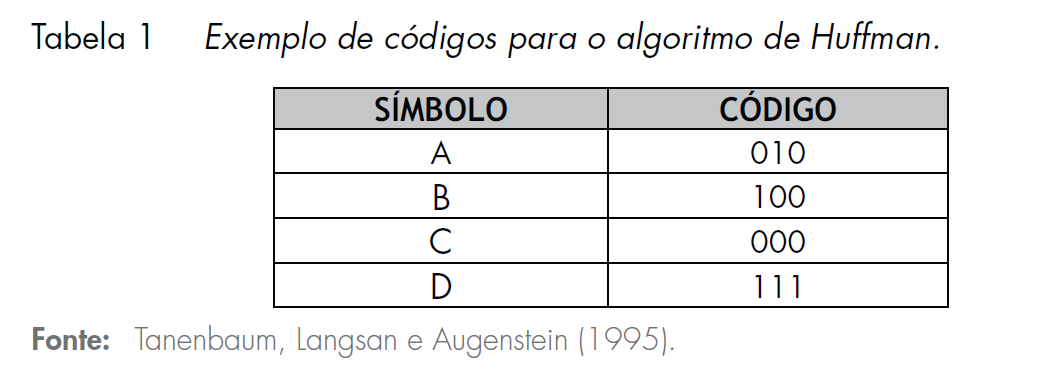 Tabela 1 Exemplo de códigos para o algoritmo de Huffman.
SÍMBOLO CÓDIGO
A 010
B 100
C 000
D 111
Fonte: Tanenbaum, Langsan e Augenstein (1995).